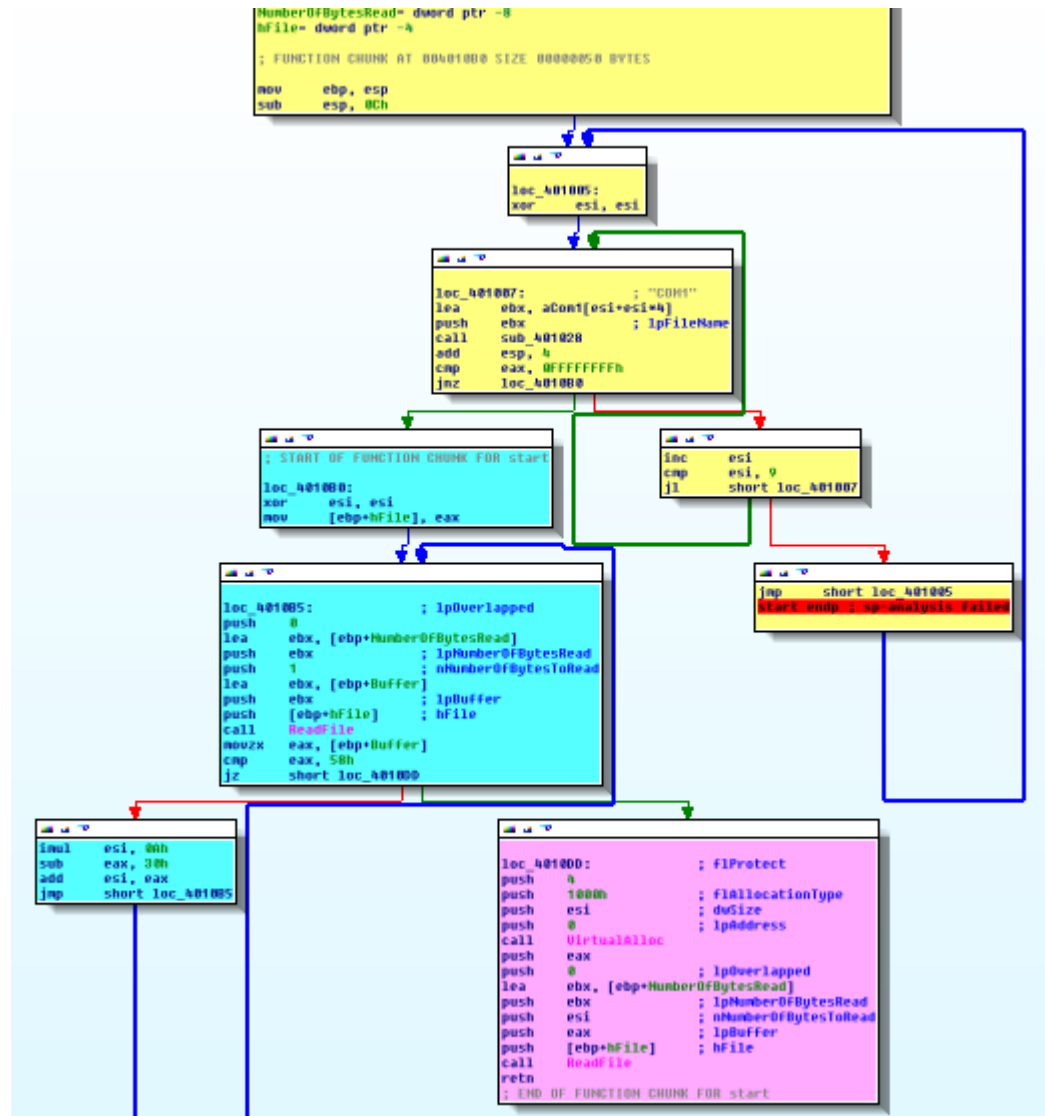 NumberOfBytesRead= dword ptr -8
hFile= dword ptr -4
; FUNCTION CHUNK AT 004010B0 SIZE 00000050 BYTES
mov ebp, esp
sub esp, 0Ch
loc_401005:
xor esi, esi
loc_401007: ; "COM1"
lea ebx, aCom1[esi+esi*4]
push ebx ; lpFileName
call sub_401028
add esp, 4
cmp eax, 0FFFFFFFFh
jnz loc_4010B0
; START OF FUNCTION CHUNK FOR start
loc_4010B0:
xor esi, esi
mov [ebp+hFile], eax
inc esi
cmp esi, 9
jl short loc_401007
jmp short loc_401005
start endp ; sp-analysis failed
loc_4010B5: ; lpOverlapped
push 0
lea ebx, [ebp+NumberOfBytesRead]
push ebx ; lpNumberOfBytesRead
push 1 ; nNumberOfBytesToRead
lea ebx, [ebp+Buffer]
push ebx ; lpBuffer
push [ebp+hFile] ; hFile
call ReadFile
movzx eax, [ebp+Buffer]
cmp eax, 58h
jz short loc_4010DD
imul esi, 0Ah
sub eax, 30h
add esi, eax
jmp short loc_4010B5
loc_4010DD: ; flProtect
push 4
push 1000h ; flAllocationType
push esi ; dwSize
push 0 ; lpAddress
call VirtualAlloc
push eax
push 0 ; lpOverlapped
lea ebx, [ebp+NumberOfBytesRead]
push ebx ; lpNumberOfBytesRead
push esi ; nNumberOfBytesToRead
push eax ; lpBuffer
push [ebp+hFile] ; hFile
call ReadFile
retn
; END OF FUNCTION CHUNK FOR start